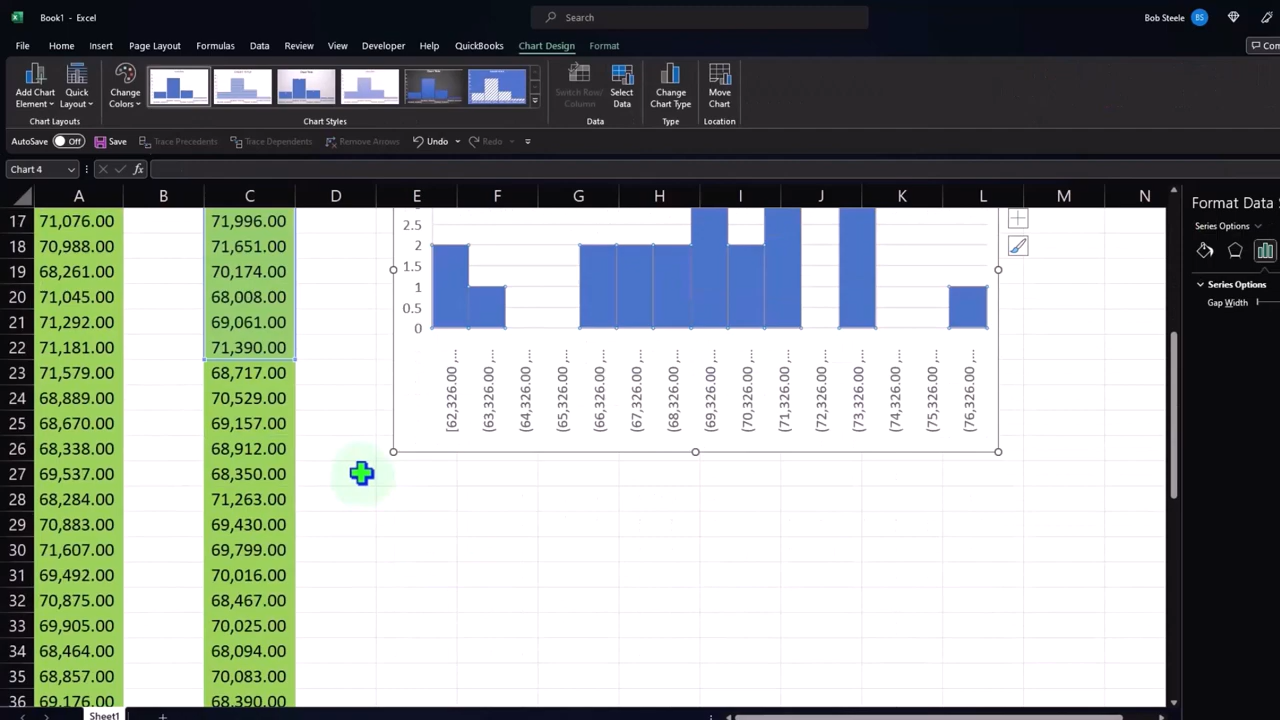 Book1 - Excel
Search
Bob Steele
BS
File Home Insert Page Layout Formulas Data Review View Developer Help QuickBooks Chart Design Format
Add Chart Element
Quick Layout
Change Colors
Switch Row/ Column
Select Data
Change Chart Type
Move Chart
Chart Layouts Chart Styles Data Type Location
AutoSave Off Save Trace Precedents Trace Dependents Remove Arrows Undo Redo
Chart 4 fx
A B C D E F G H I J K L M N
17 71,076.00 71,996.00
18 70,988.00 71,651.00
19 68,261.00 70,174.00
20 71,045.00 68,008.00
21 71,292.00 69,061.00
22 71,181.00 71,390.00
23 71,579.00 68,717.00
24 68,889.00 70,529.00
25 68,670.00 69,157.00
26 68,338.00 68,912.00
27 69,537.00 68,350.00
28 68,284.00 71,263.00
29 70,883.00 69,430.00
30 71,607.00 69,799.00
31 69,492.00 70,016.00
32 70,875.00 68,467.00
33 69,905.00 70,025.00
34 68,464.00 68,094.00
35 68,857.00 70,083.00
36 69,176.00 68,390.00
2.5
2
1.5
1
0.5
0
[62,326.00 ,...
(63,326.00 ,...
(64,326.00 ,...
(65,326.00 ,...
(66,326.00 ,...
(67,326.00 ,...
(68,326.00 ,...
(69,326.00 ,...
(70,326.00 ,...
(71,326.00 ,...
(72,326.00 ,...
(73,326.00 ,...
(74,326.00 ,...
(75,326.00 ,...
(76,326.00 ,...
Format Data S
Series Options
Series Options
Gap Width
Sheet1